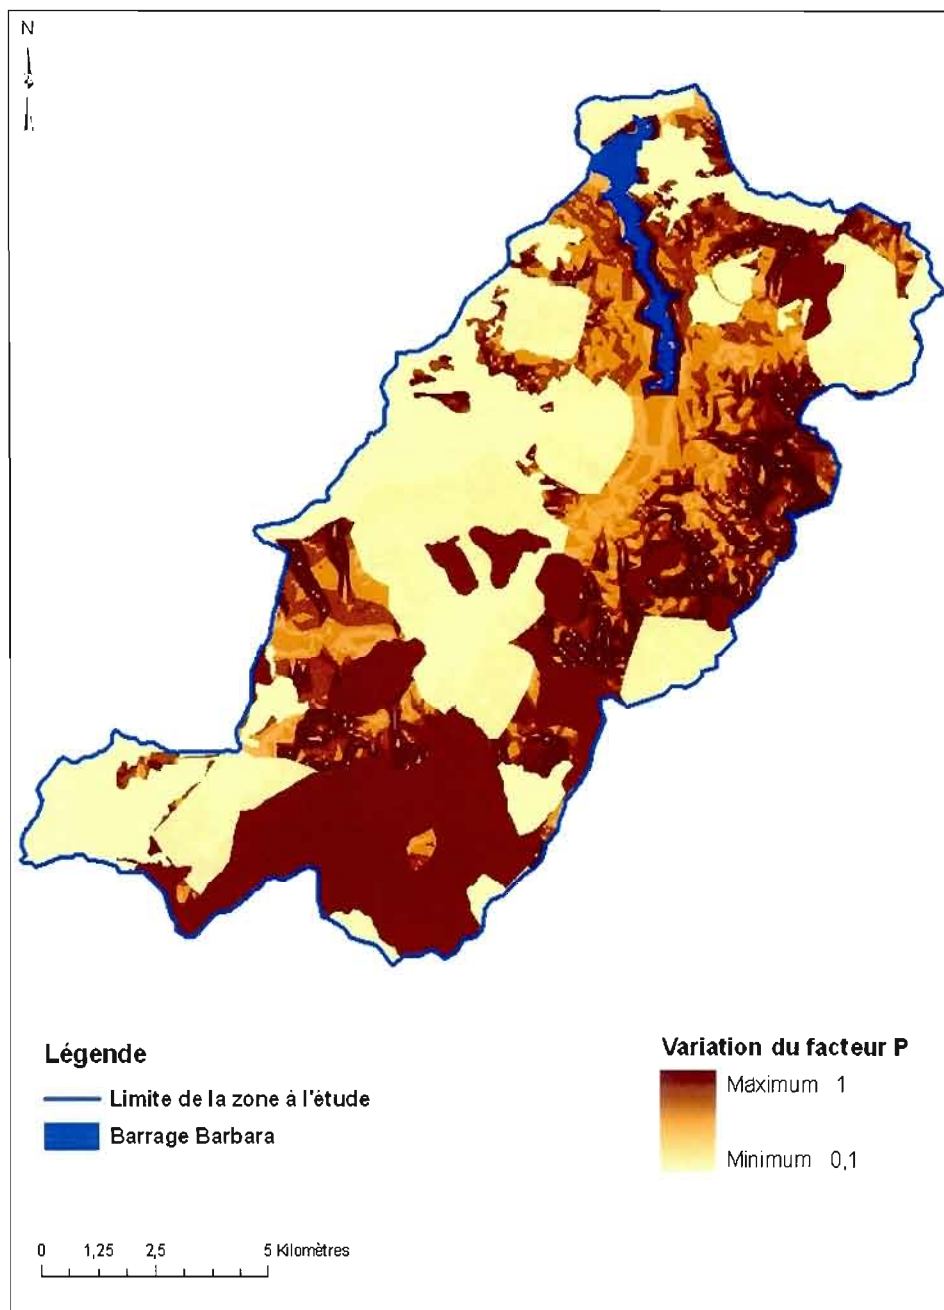 N
Légende
Limite de la zone à l'étude
Barrage Barbara
Variation du facteur P
Maximum 1
Minimum 0,1
0 1,25 2,5 5 Kilomètres